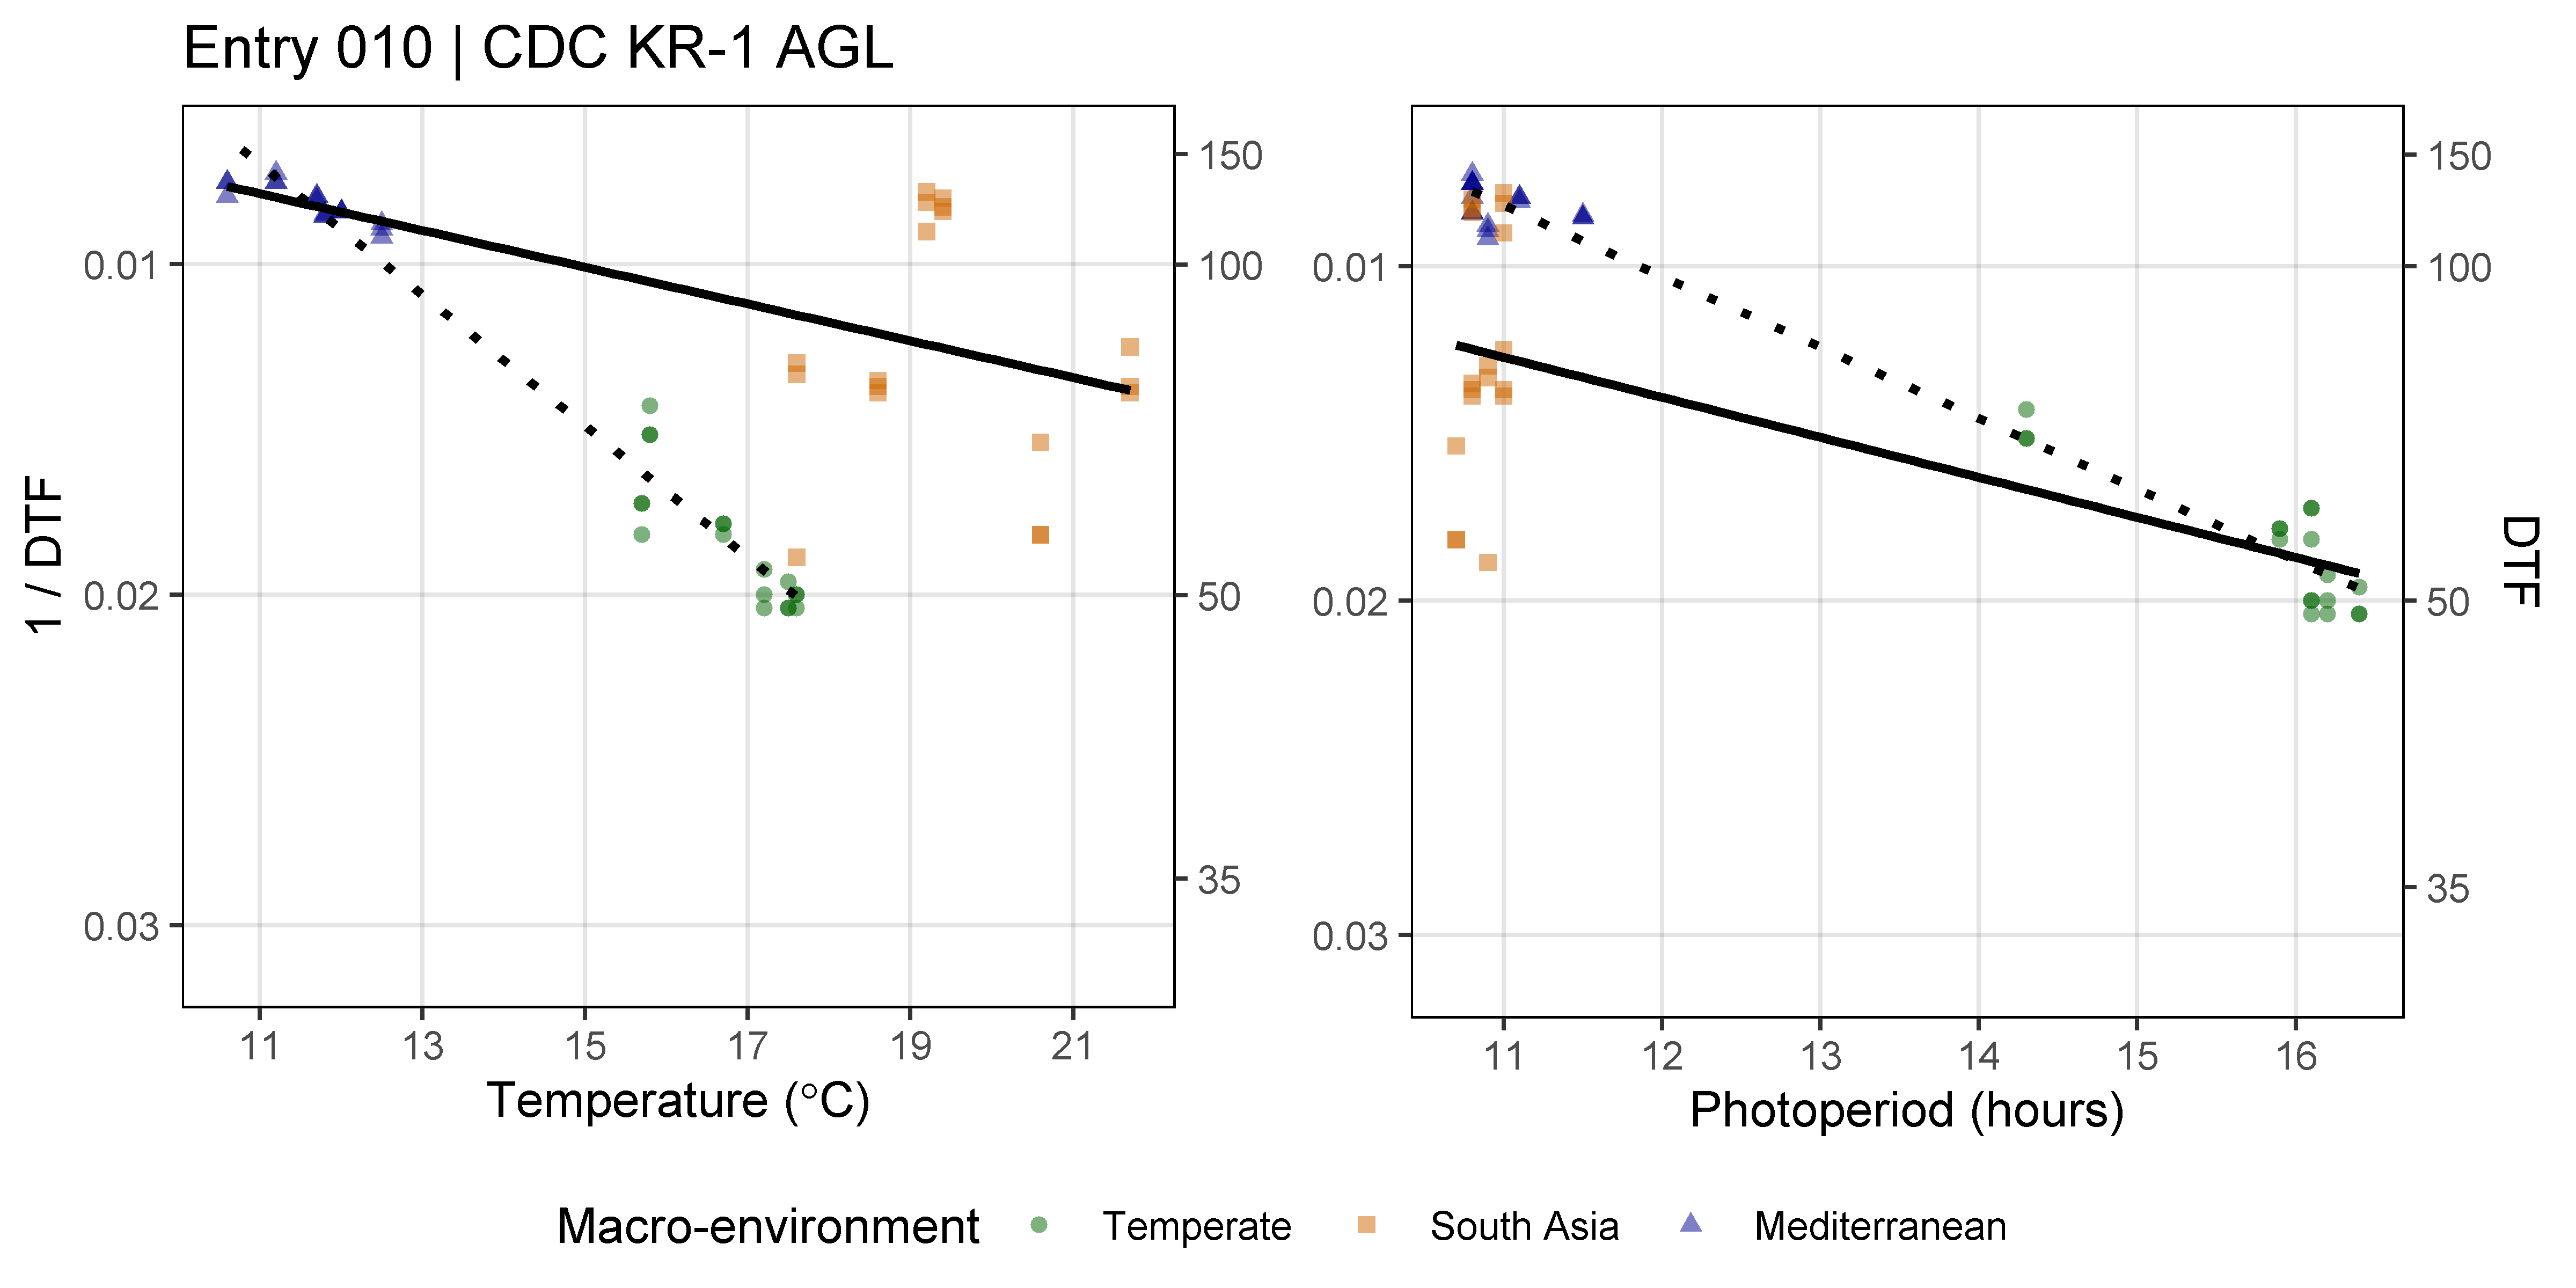 Entry 010 | CDC KR-1 AGL
1 / DTF
0.01
0.02
0.03
150
100
50
35
11 13 15 17 19 21
Temperature (°C)
0.01
0.02
0.03
150
100
50
35
DTF
11 12 13 14 15 16
Photoperiod (hours)
Macro-environment Temperate South Asia Mediterranean